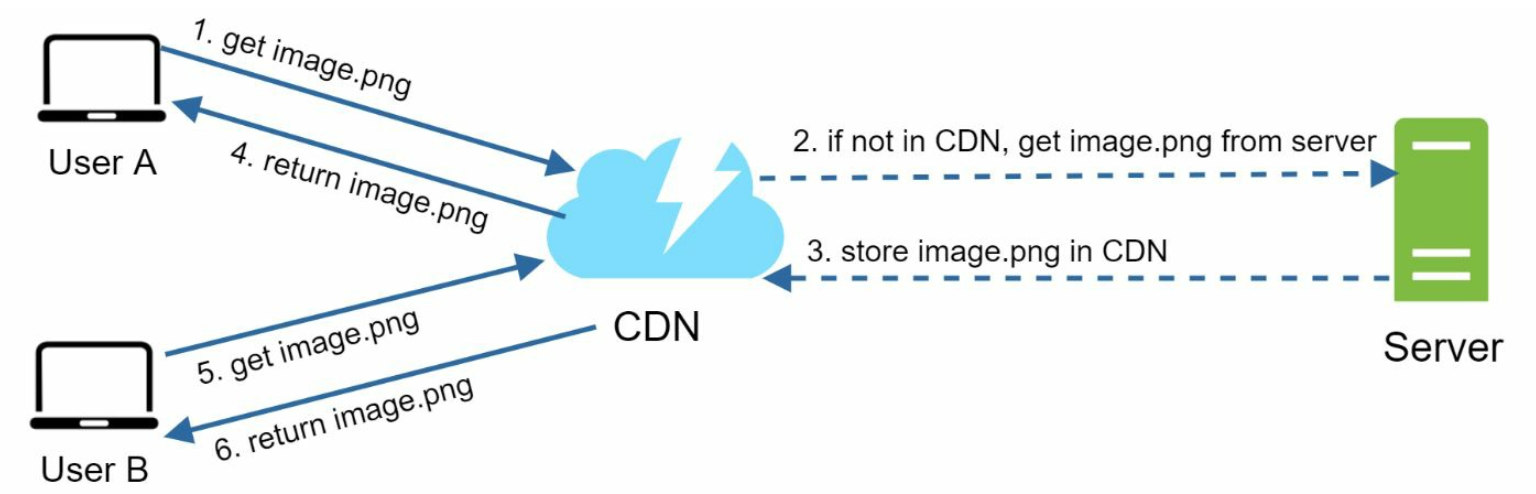 1. get image.png
User A
4. return image.png
2. if not in CDN, get image.png from server
3. store image.png in CDN
CDN
Server
5. get image.png
6. return image.png
User B